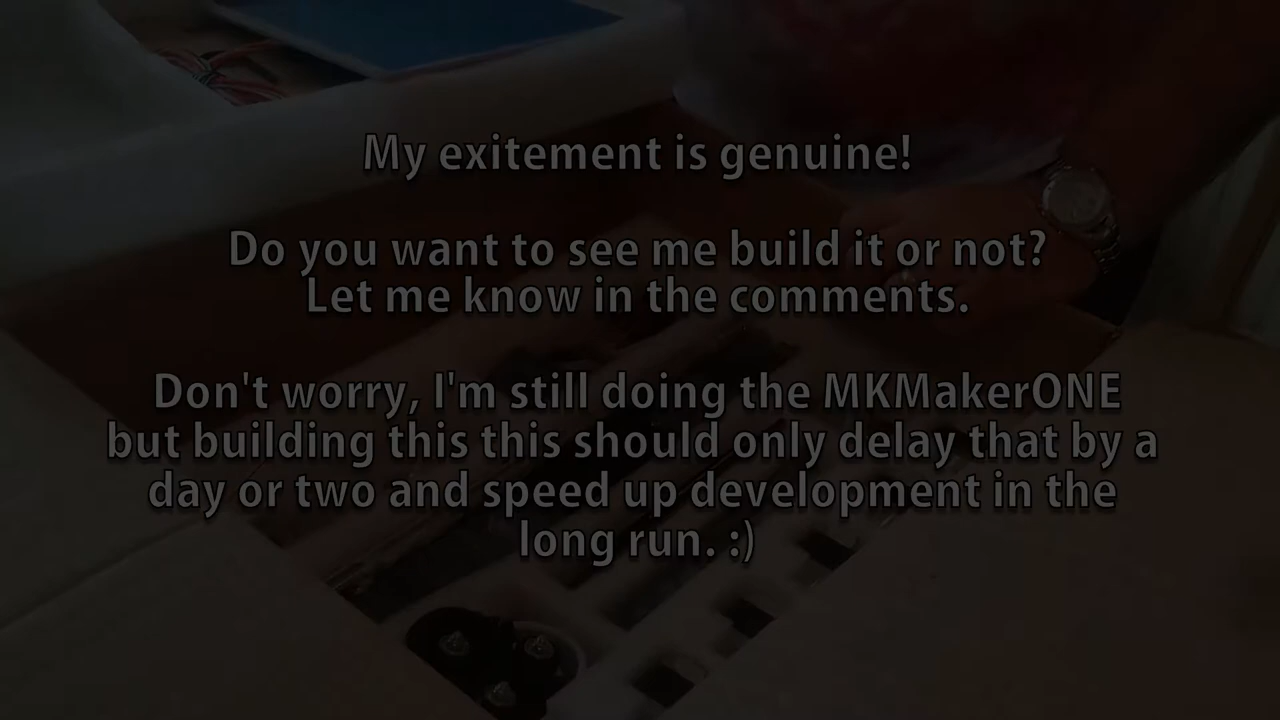 My exitement is genuine!
Do you want to see me build it or not?
Let me know in the comments.
Don't worry, I'm still doing the MKMakerONE
but building this this should only delay that by a
day or two and speed up development in the
long run. :)